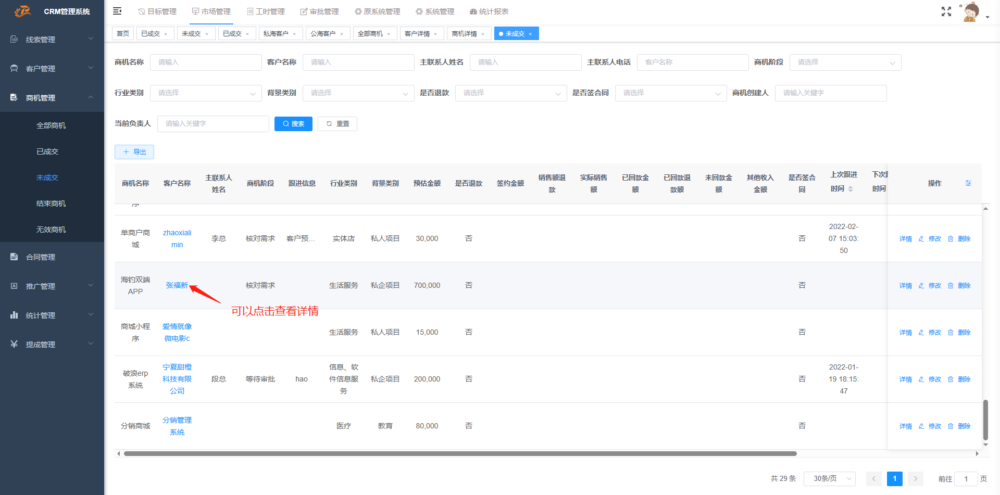 CRM管理系统
目标管理
市场管理
工时管理
审批管理
原系统管理
系统管理
统计报表
首页
已成交 ×
未成交 ×
已成交 ×
私海客户 ×
公海客户 ×
全部商机 ×
客户详情 ×
商机详情 ×
未成交 ×
线索管理
客户管理
商机管理
全部商机
已成交
未成交
结束商机
无效商机
合同管理
推广管理
统计管理
提成管理
商机名称 请输入
客户名称 请输入
主联系人姓名 请输入
主联系人电话 客户名称
商机阶段 请选择
行业类别 请选择
背景类别 请选择
是否退款 请选择
是否签合同 请选择
商机创建人 请输入关键字
当前负责人 请输入关键字
搜索
重置
导出
商机名称
客户名称
主联系人
姓名
商机阶段
跟进信息
行业类别
背景类别
预估金额
是否退款
签约金额
销售额退
款
实际销售
额
已回款金
额
已回款退
款额
未回款金
额
其他收入
金额
是否签合
同
上次跟进
时间
下次跟
时间
操作
序
单商户商
城
zhaoxiali
min
李总
核对需求
客户预...
实体店
私人项目
30,000
否
否
2022-02-
07 15:03:
50
详情 修改 删除
海钓双端
APP
张福新
核对需求
生活服务
私企项目
700,000
否
否
详情 修改 删除
可以点击查看详情
商城小程
序
爱情就像
微电影c
生活服务
私人项目
15,000
否
否
详情 修改 删除
破浪erp
系统
宁夏甜橙
科技有限
公司
段总
等待审批
hao
信息、软
件信息服
务
私企项目
200,000
否
否
2022-01-
19 18:15:
47
详情 修改 删除
分销商城
分销管理
系统
医疗
教育
80,000
否
否
详情 修改 删除
共 29 条
30条/页
1
前往 1 页